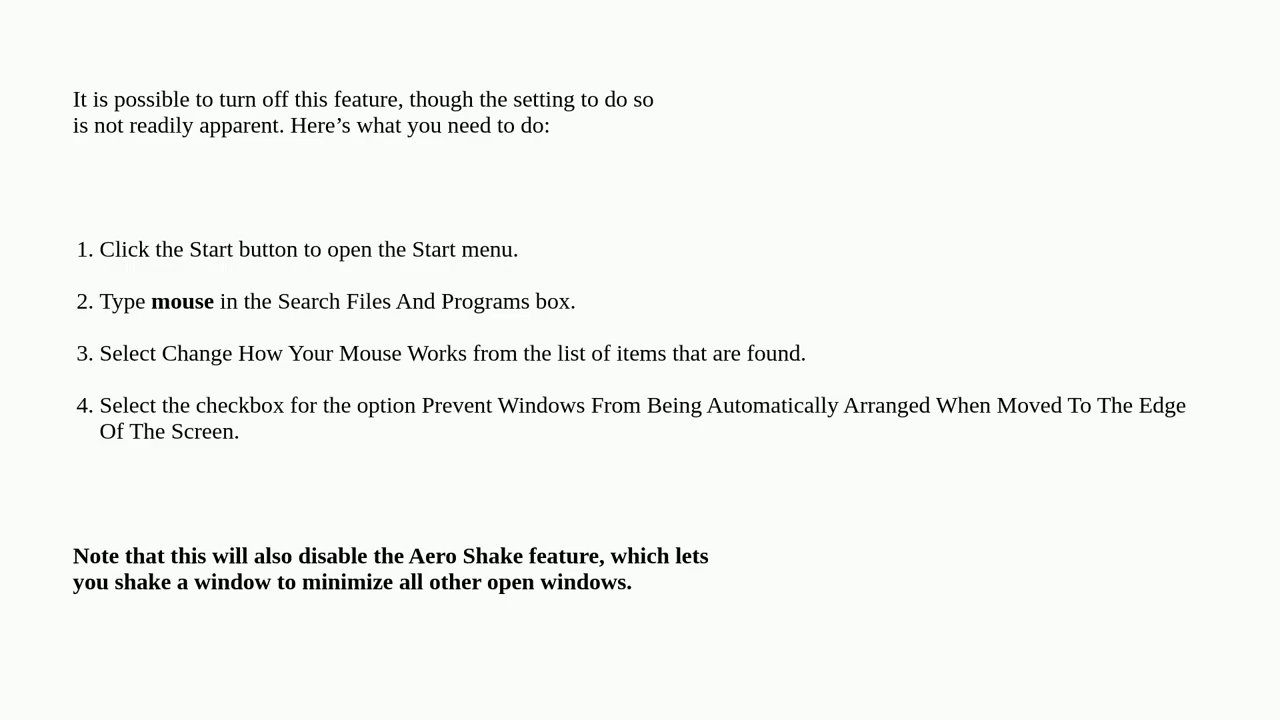 It is possible to turn off this feature, though the setting to do so
is not readily apparent. Here’s what you need to do:
1. Click the Start button to open the Start menu.
2. Type mouse in the Search Files And Programs box.
3. Select Change How Your Mouse Works from the list of items that are found.
4. Select the checkbox for the option Prevent Windows From Being Automatically Arranged When Moved To The Edge
Of The Screen.
Note that this will also disable the Aero Shake feature, which lets
you shake a window to minimize all other open windows.